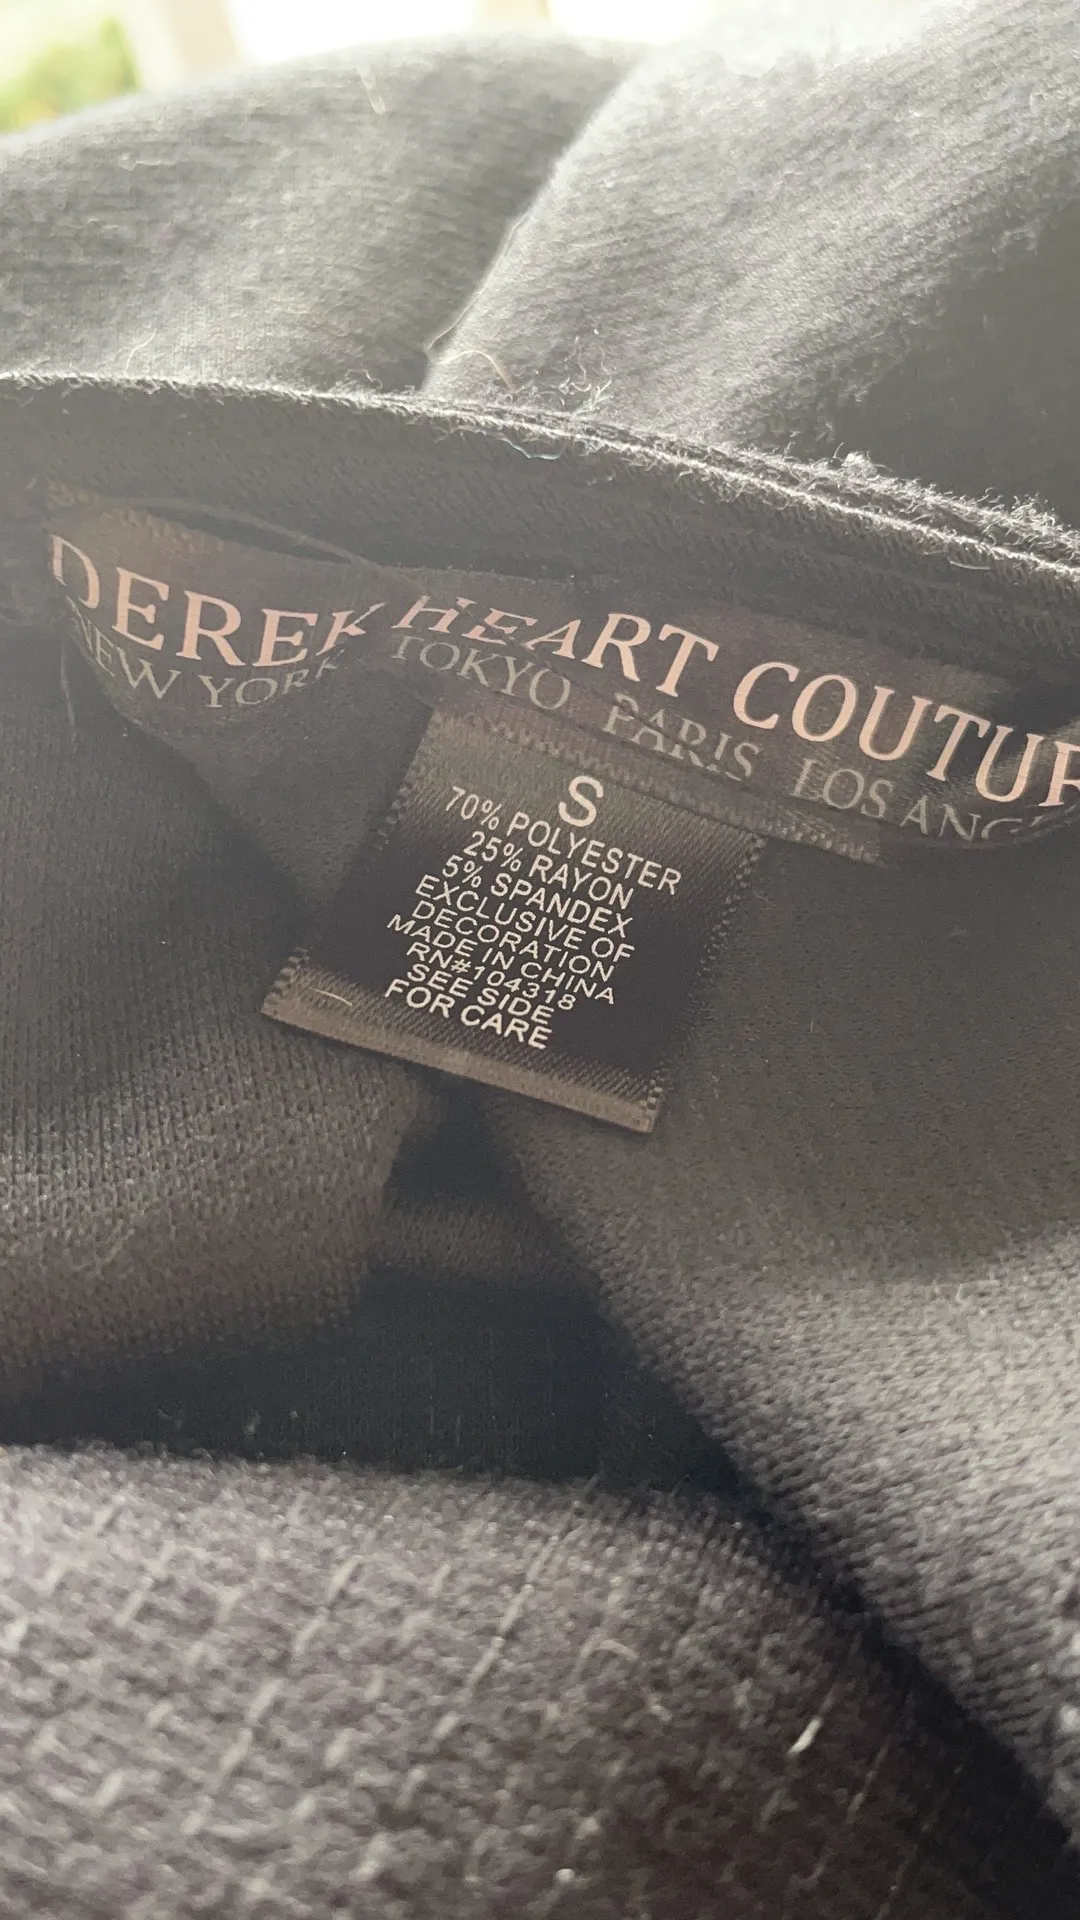 DEREK HEART COUTUR
NEW YORK TOKYO PARIS LOS ANG
S
70% POLYESTER
25% RAYON
5% SPANDEX
EXCLUSIVE OF
DECORATION
MADE IN CHINA
RN#104318
SEE SIDE
FOR CARE